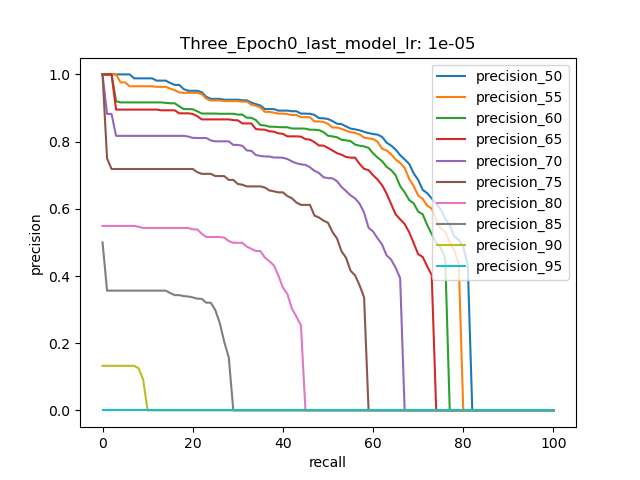 Three_Epoch0_last_model_lr: 1e-05
precision
1.0
0.8
0.6
0.4
0.2
0.0
precision_50
precision_55
precision_60
precision_65
precision_70
precision_75
precision_80
precision_85
precision_90
precision_95
0 20 40 60 80 100
recall